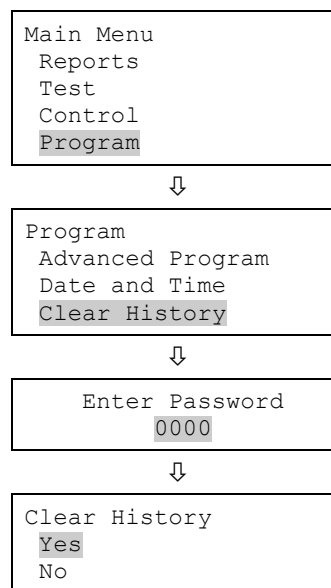 Main Menu
Reports
Test
Control
Program
⇩
Program
Advanced Program
Date and Time
Clear History
⇩
Enter Password
0000
⇩
Clear History
Yes
No